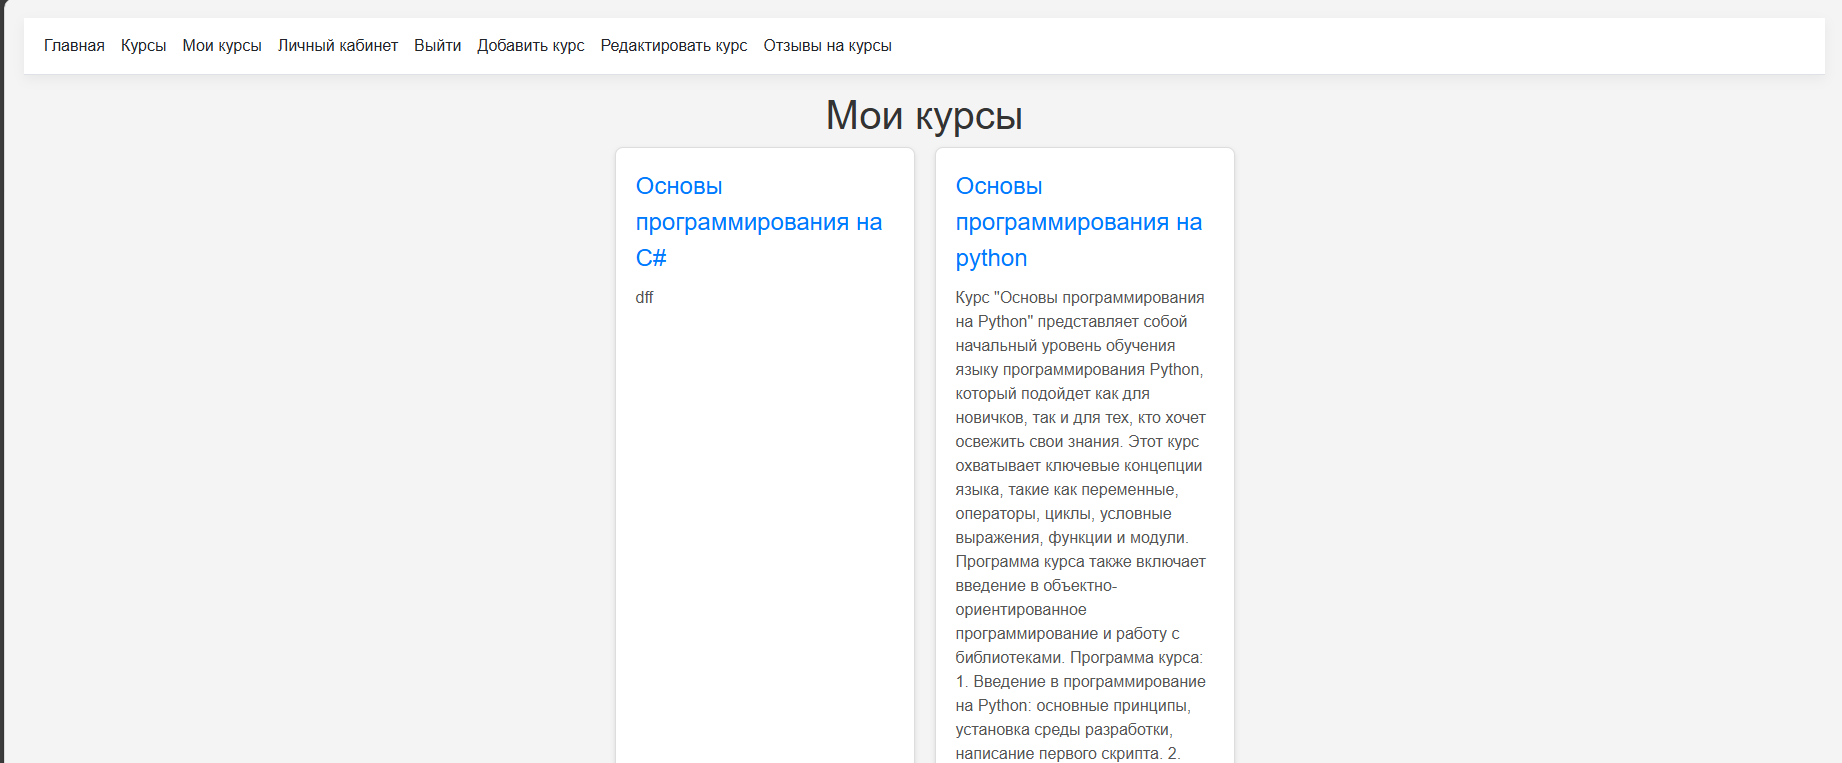 Главная Курсы Мои курсы Личный кабинет Выйти Добавить курс Редактировать курс Отзывы на курсы
Мои курсы
Основы
программирования на
C#
dff
Основы
программирования на
python
Курс "Основы программирования
на Python" представляет собой
начальный уровень обучения
языку программирования Python,
который подойдет как для
новичков, так и для тех, кто хочет
освежить свои знания. Этот курс
охватывает ключевые концепции
языка, такие как переменные,
операторы, циклы, условные
выражения, функции и модули.
Программа курса также включает
введение в объектно-
ориентированное
программирование и работу с
библиотеками. Программа курса:
1. Введение в программирование
на Python: основные принципы,
установка среды разработки,
написание первого скрипта. 2.